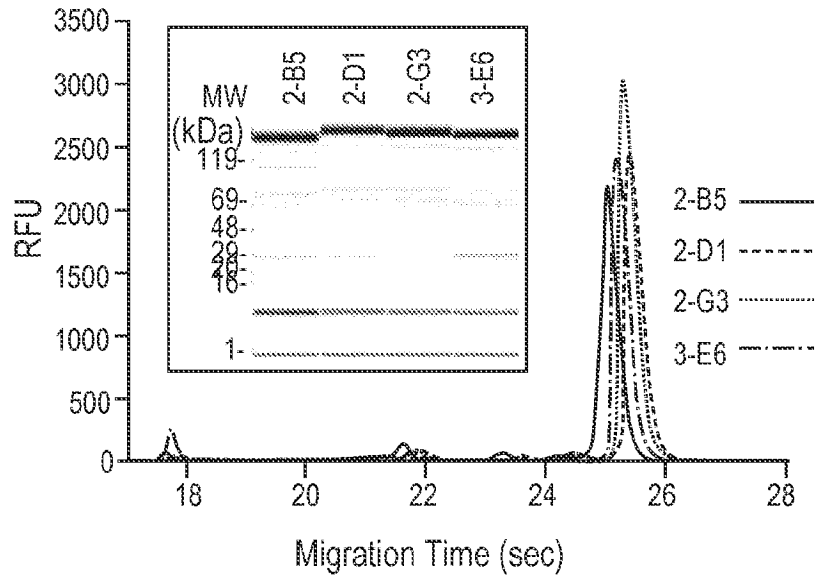 3500
3000
2500
2000
1500
1000
500
0
RFU
18 20 22 24 26 28
Migration Time (sec)
MW
(kDa)
2-B5 2-D1 2-G3 3-E6
119-
69-
48-
29-
20-
16-
1-
2-B5
2-D1
2-G3
3-E6